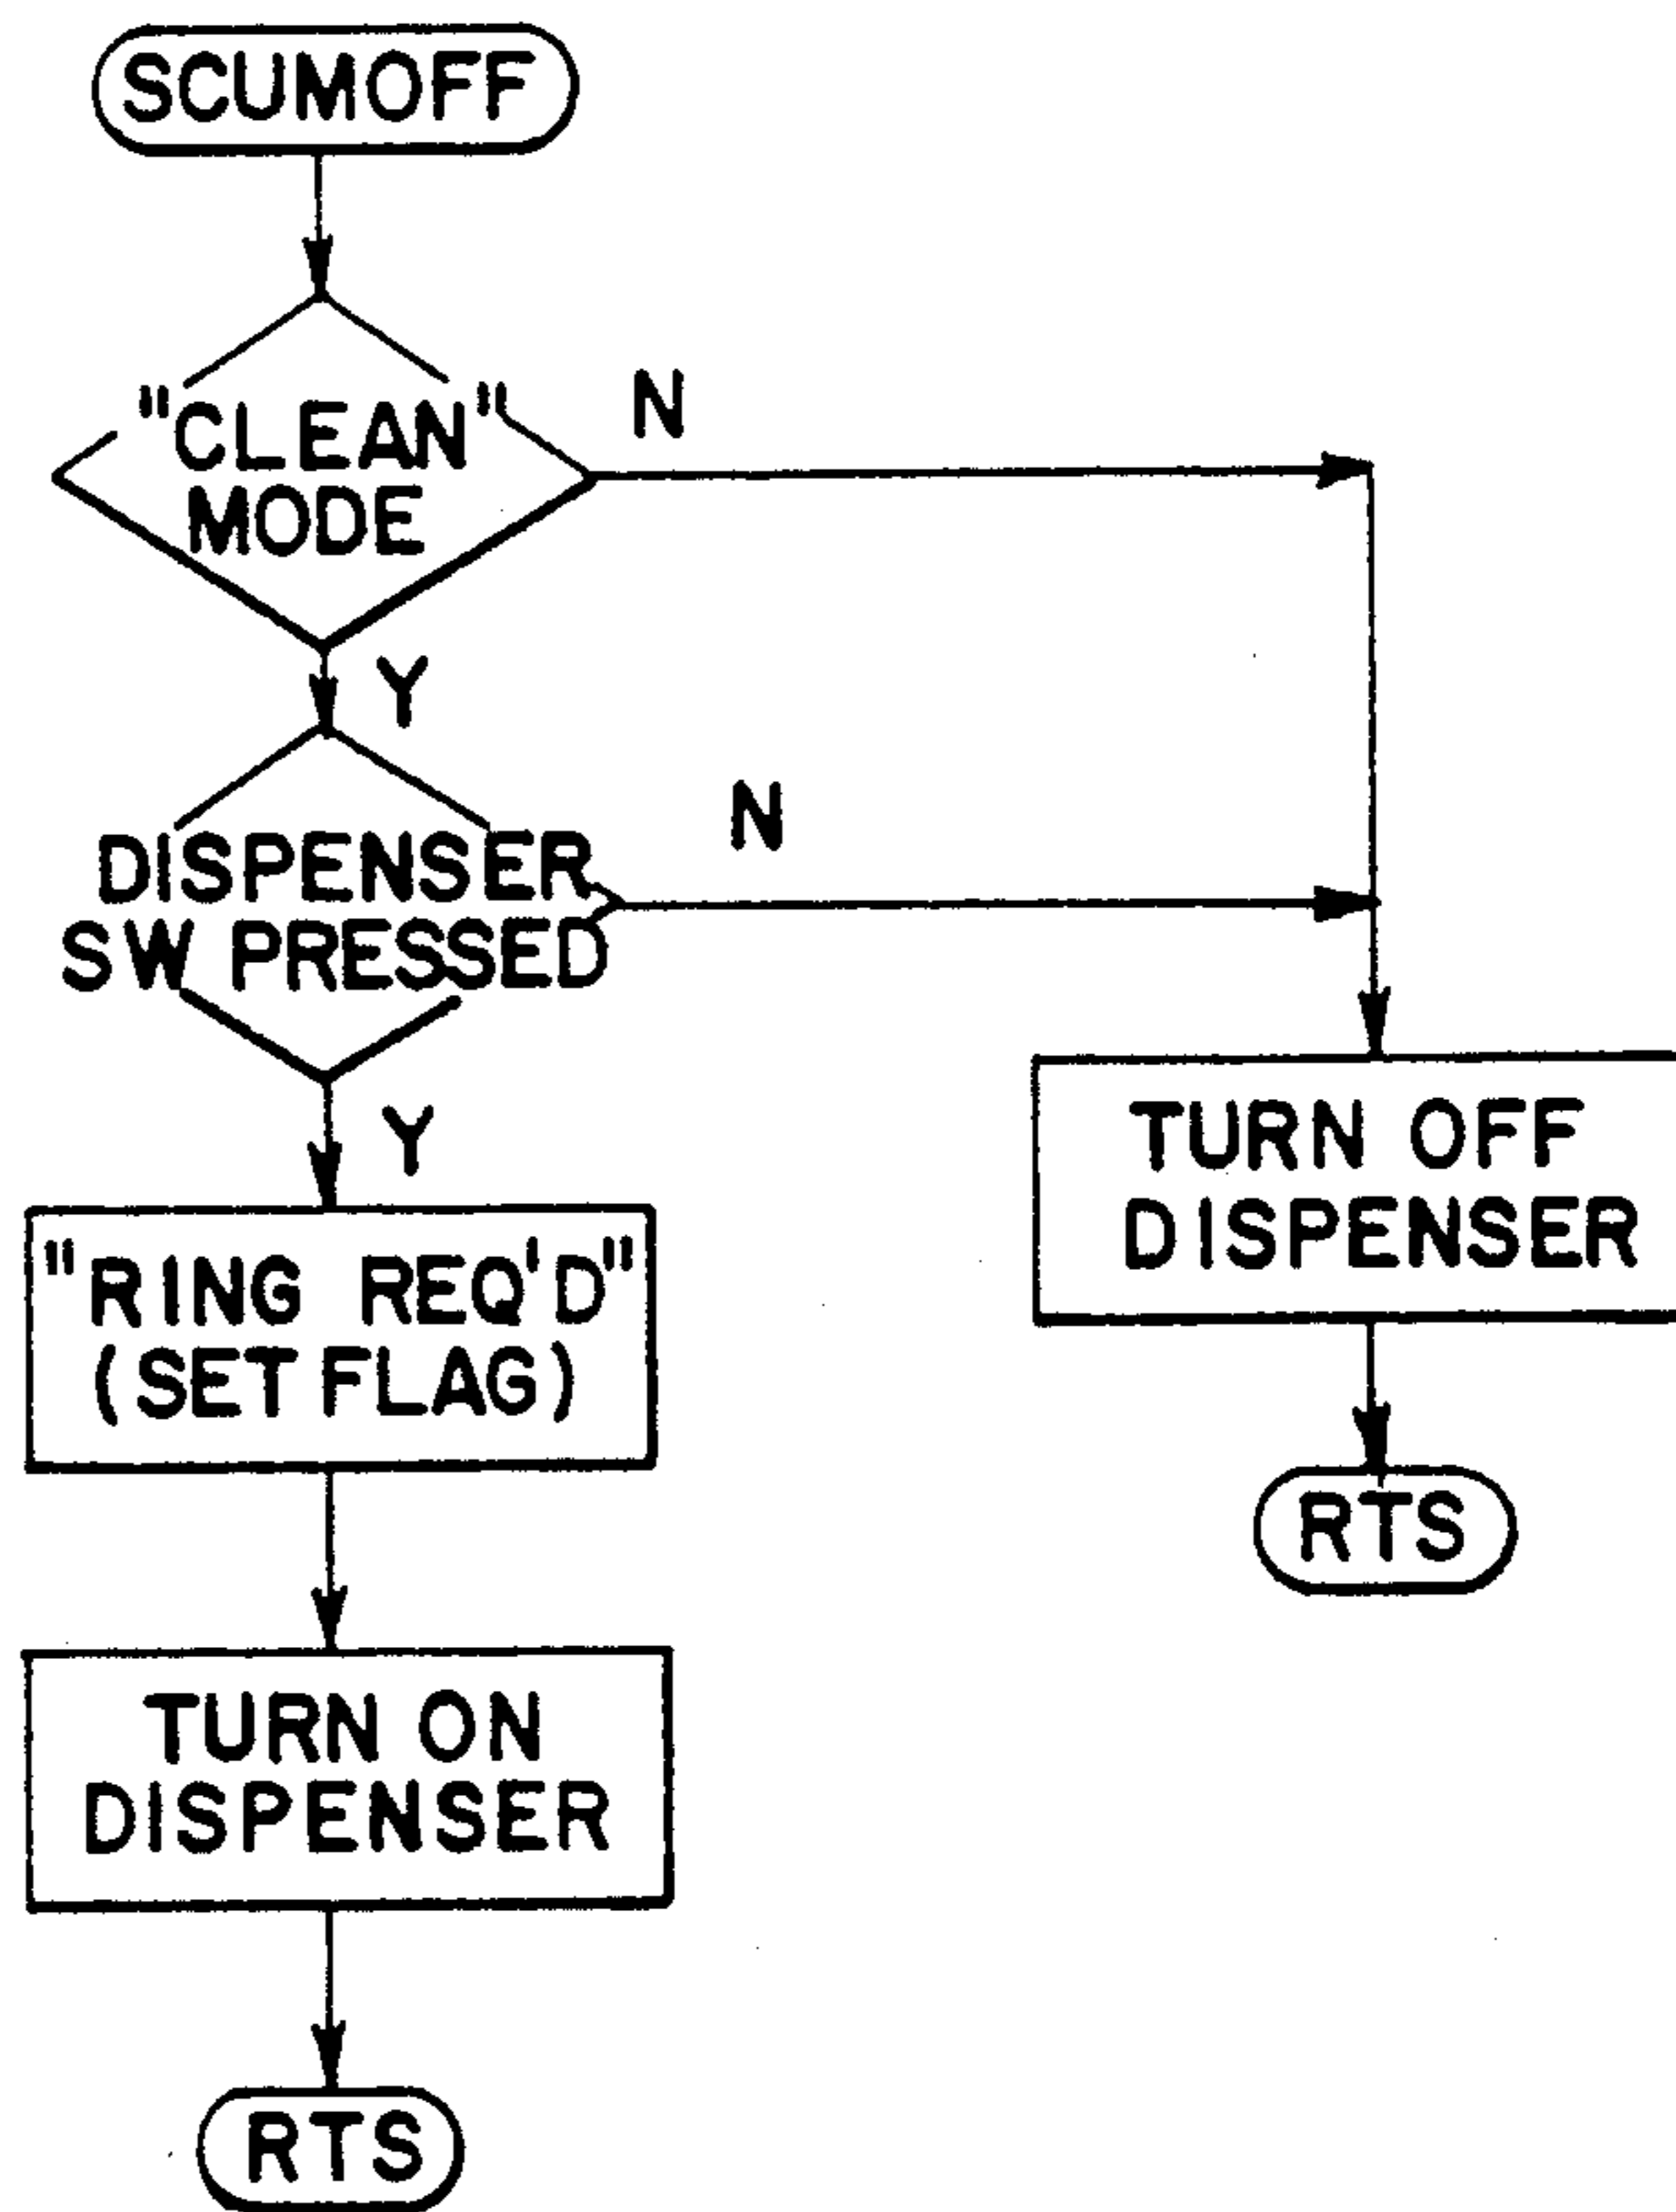 SCUMOFF
"CLEAN"
MODE
N
Y
DISPENSER
SW PRESSED
N
Y
"RING REQ'D"
(SET FLAG)
TURN ON
DISPENSER
RTS
TURN OFF
DISPENSER
RTS